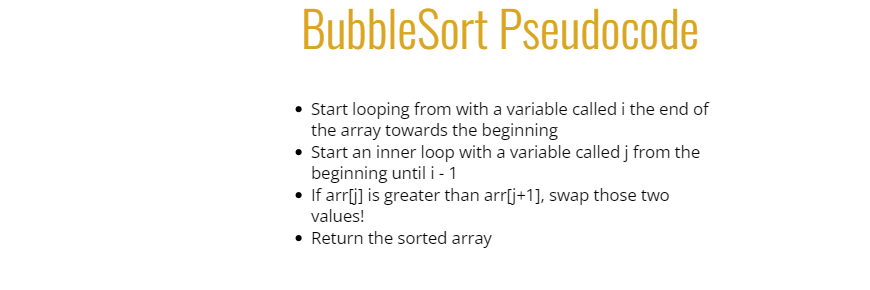 BubbleSort Pseudocode
• Start looping from with a variable called i the end of
the array towards the beginning
• Start an inner loop with a variable called j from the
beginning until i - 1
• If arr[j] is greater than arr[j+1], swap those two
values!
• Return the sorted array